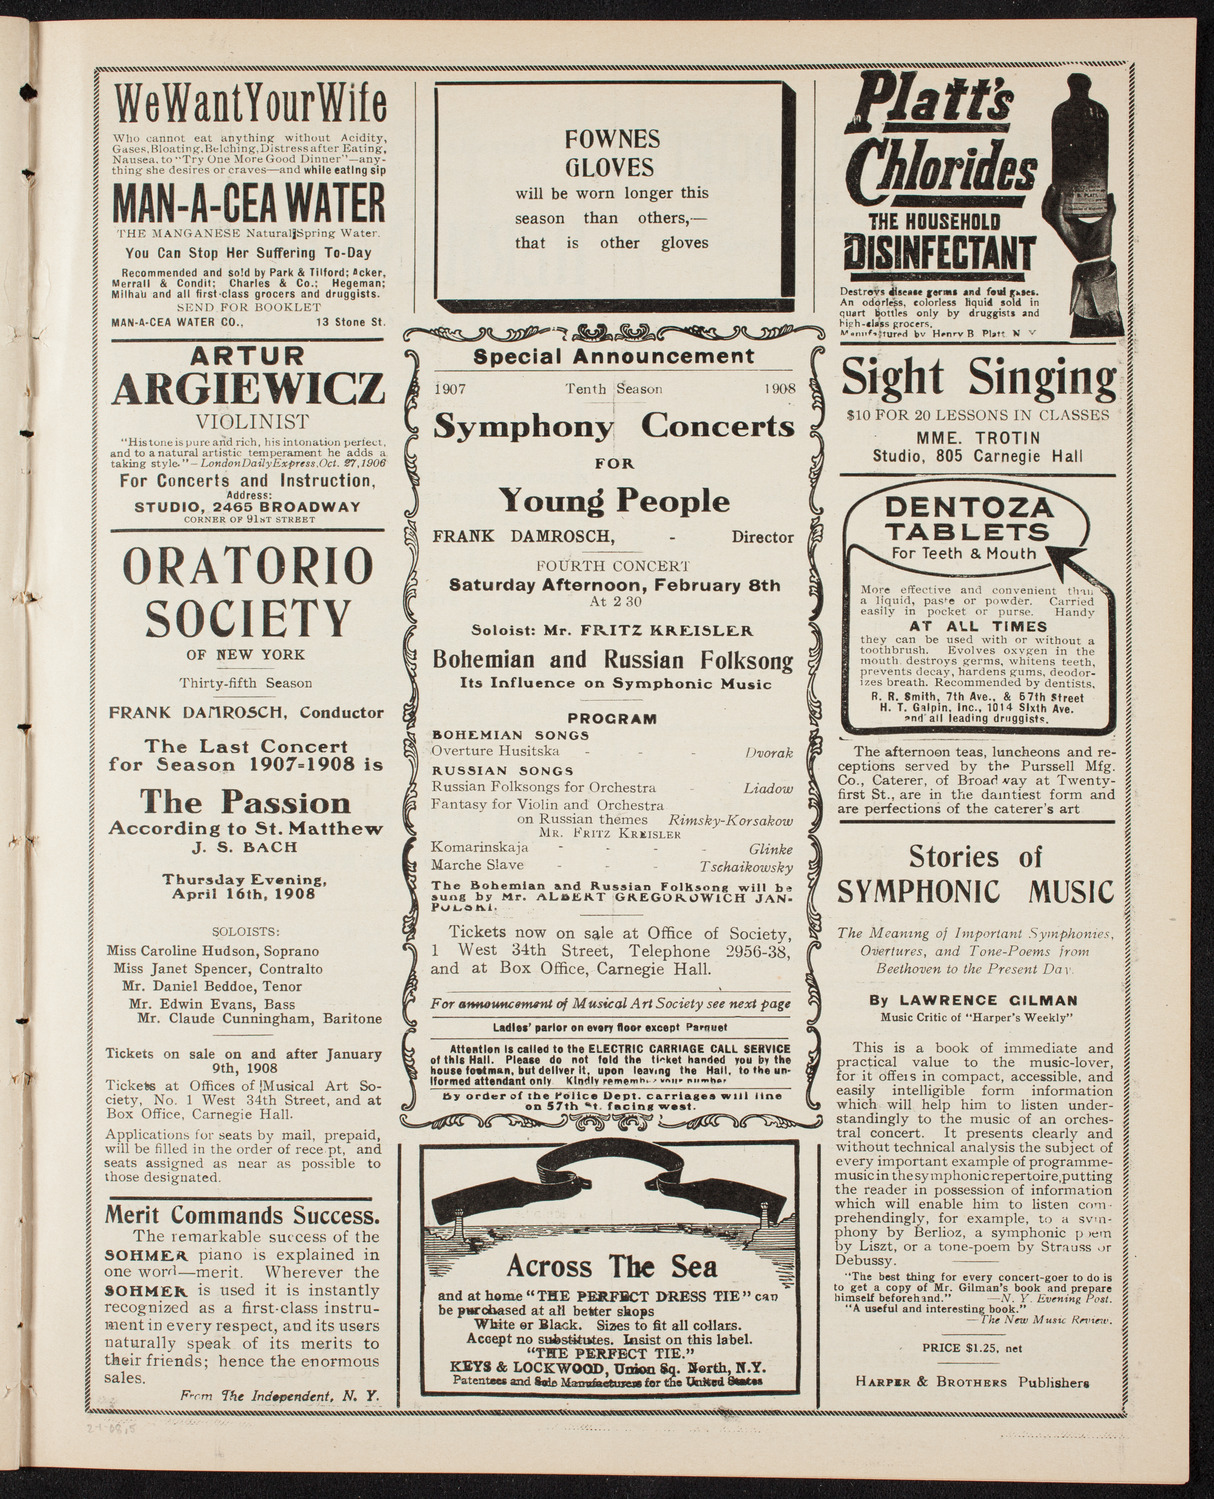 We Want Your Wife
Who cannot eat anything without Acidity,
Gases, Bloating, Belching, Distress after Eating,
Nausea, to "Try One More Good Dinner"—any-
thing she desires or craves—and while eating sip
MAN-A-CEA WATER
THE MANGANESE Natural Spring Water.
You Can Stop Her Suffering To-Day
Recommended and sold by Park & Tilford; Acker,
Merrall & Condit; Charles & Co.; Hegeman;
Milhau and all first-class grocers and druggists.
SEND FOR BOOKLET
MAN-A-CEA WATER CO., 13 Stone St.
ARTUR
ARGIEWICZ
VIOLINIST
"His tone is pure and rich, his intonation perfect,
and to a natural artistic temperament he adds a
taking style."—London Daily Express, Oct. 27, 1906
For Concerts and Instruction,
Address:
STUDIO, 2465 BROADWAY
CORNER OF 91ST STREET
ORATORIO
SOCIETY
OF NEW YORK
Thirty-fifth Season
FRANK DAMROSCH, Conductor
The Last Concert
for Season 1907=1908 is
The Passion
According to St. Matthew
J. S. BACH
Thursday Evening,
April 16th, 1908
SOLOISTS:
Miss Caroline Hudson, Soprano
Miss Janet Spencer, Contralto
Mr. Daniel Beddoe, Tenor
Mr. Edwin Evans, Bass
Mr. Claude Cunningham, Baritone
Tickets on sale on and after January
9th, 1908
Tickets at Offices of Musical Art So-
ciety, No. 1 West 34th Street, and at
Box Office, Carnegie Hall.
Applications for seats by mail, prepaid,
will be filled in the order of receipt, and
seats assigned as near as possible to
those designated.
Merit Commands Success.
The remarkable success of the
SOHMER piano is explained in
one word—merit. Wherever the
SOHMER is used it is instantly
recognized as a first-class instru-
ment in every respect, and its users
naturally speak of its merits to
their friends; hence the enormous
sales.
From The Independent, N. Y.
FOWNES
GLOVES
will be worn longer this
season than others,—
that is other gloves
Special Announcement
1907 Tenth Season 1908
Symphony Concerts
FOR
Young People
FRANK DAMROSCH, - Director
FOURTH CONCERT
Saturday Afternoon, February 8th
At 2 30
Soloist: Mr. FRITZ KREISLER
Bohemian and Russian Folksong
Its Influence on Symphonic Music
PROGRAM
BOHEMIAN SONGS
Overture Husitska - - - Dvorak
RUSSIAN SONGS
Russian Folksongs for Orchestra - Liadow
Fantasy for Violin and Orchestra
on Russian themes Rimsky-Korsakow
MR. FRITZ KREISLER
Komarinskaja - - - - Glinke
Marche Slave - - - Tschaikowsky
The Bohemian and Russian Folksong will be
sung by Mr. ALBERT GREGOROWICH JAN-
POLSKI.
Tickets now on sale at Office of Society,
1 West 34th Street, Telephone 2956-38,
and at Box Office, Carnegie Hall.
For announcement of Musical Art Society see next page
Ladies' parlor on every floor except Parquet
Attention is called to the ELECTRIC CARRIAGE CALL SERVICE
of this Hall. Please do not fold the ticket handed you by the
house footman, but deliver it, upon leaving the Hall, to the un-
iformed attendant only. Kindly remember your number
By order of the Police Dept. carriages will line
on 57th St. facing west.
Across The Sea
and at home "THE PERFECT DRESS TIE" can
be purchased at all better shops
White or Black. Sizes to fit all collars.
Accept no substitutes. Insist on this label.
"THE PERFECT TIE."
KEYS & LOCKWOOD, Union Sq. North, N.Y.
Patentees and Sole Manufacturers for the United States
Platt's
Chlorides
THE HOUSEHOLD
DISINFECTANT
Destroys disease germs and foul gases.
An odorless, colorless liquid sold in
quart bottles only by druggists and
high-class grocers.
Manufactured by Henry B Platt N Y
Sight Singing
$10 FOR 20 LESSONS IN CLASSES
MME. TROTIN
Studio, 805 Carnegie Hall
DENTOZA
TABLETS
For Teeth & Mouth
More effective and convenient than
a liquid, paste or powder. Carried
easily in pocket or purse. Handy
AT ALL TIMES
they can be used with or without a
toothbrush. Evolves oxygen in the
mouth destroys germs, whitens teeth,
prevents decay, hardens gums, deodor-
izes breath. Recommended by dentists.
R. R. Smith, 7th Ave., & 57th Street
H. T. Galpin, Inc., 1014 Sixth Ave.
and all leading druggists.
The afternoon teas, luncheons and re-
ceptions served by the Purssell Mfg.
Co., Caterer, of Broadway at Twenty-
first St., are in the daintiest form and
are perfections of the caterer's art
Stories of
SYMPHONIC MUSIC
The Meaning of Important Symphonies,
Overtures, and Tone-Poems from
Beethoven to the Present Day.
By LAWRENCE GILMAN
Music Critic of "Harper's Weekly"
This is a book of immediate and
practical value to the music-lover,
for it offers in compact, accessible, and
easily intelligible form information
which will help him to listen under-
standingly to the music of an orches-
tral concert. It presents clearly and
without technical analysis the subject of
every important example of programme-
music in the symphonic repertoire, putting
the reader in possession of information
which will enable him to listen com-
prehendingly, for example, to a sym-
phony by Berlioz, a symphonic poem
by Liszt, or a tone-poem by Strauss or
Debussy.
"The best thing for every concert-goer to do is
to get a copy of Mr. Gilman's book and prepare
himself beforehand." —N. Y. Evening Post.
"A useful and interesting book."
—The New Music Review.
PRICE $1.25, net
HARPER & BROTHERS Publishers